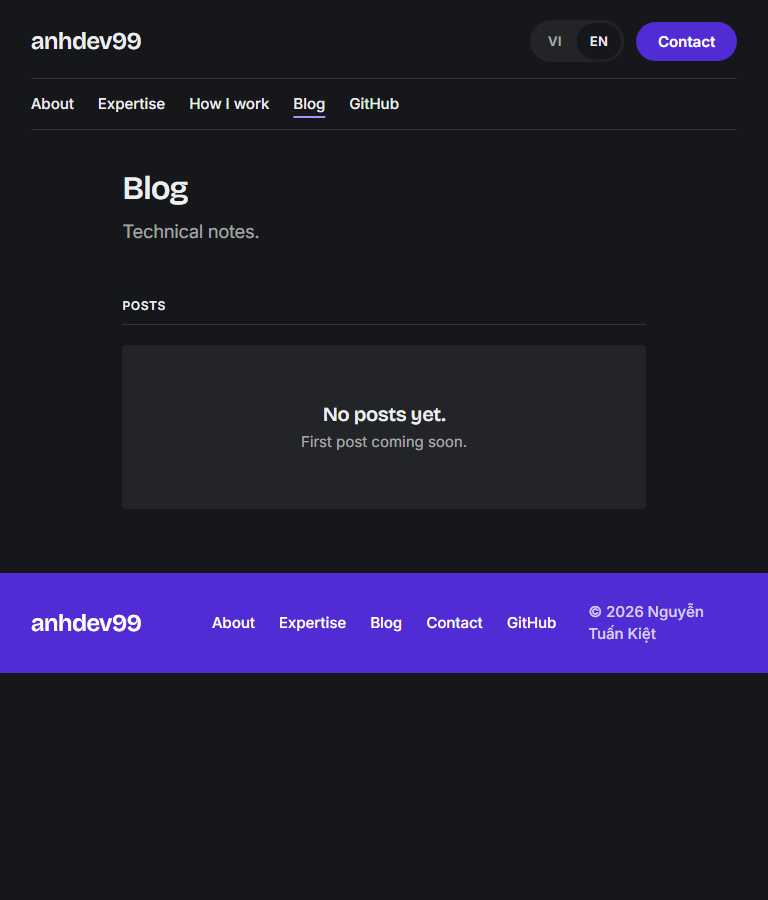 anhdev99
VI EN Contact
About Expertise How I work Blog GitHub
Blog
Technical notes.
POSTS
No posts yet.
First post coming soon.
anhdev99
About Expertise Blog Contact GitHub
© 2026 Nguyễn
Tuấn Kiệt